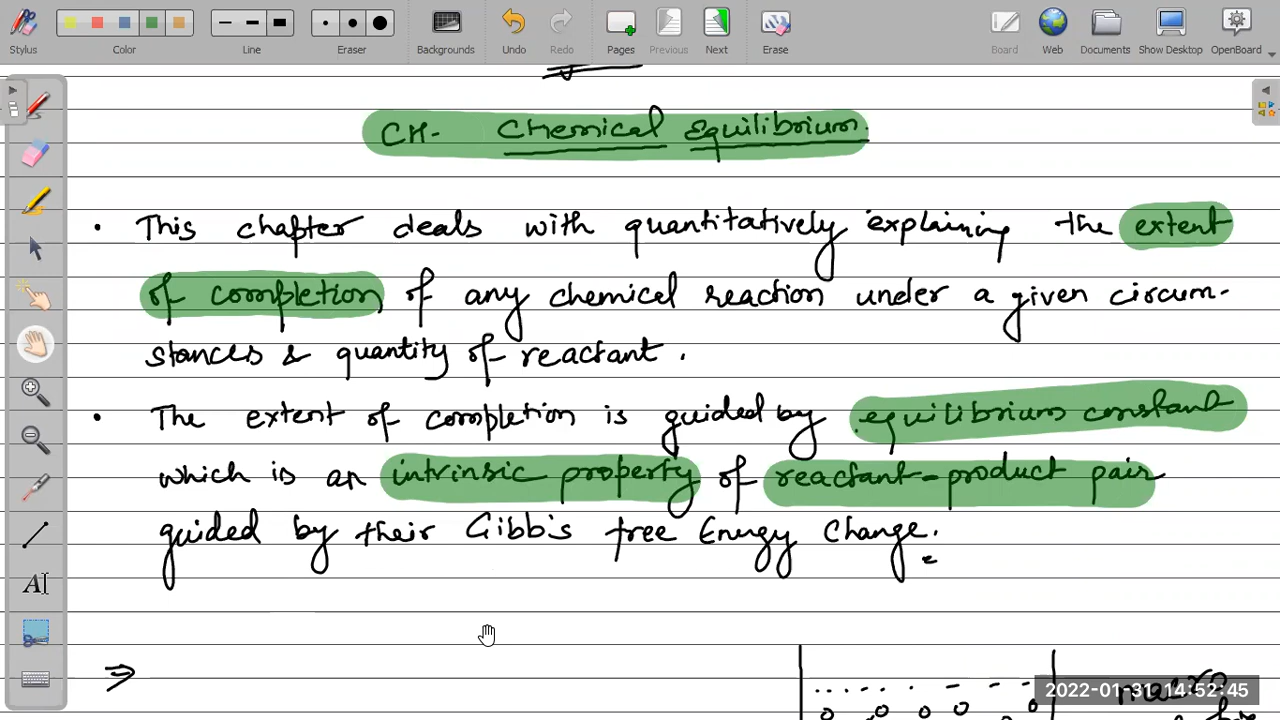 Stylus Color Line Eraser Backgrounds Undo Redo Pages Previous Next Erase Board Web Documents Show Desktop OpenBoard
CH- Chemical Equilibrium.
• This chapter deals with quantitatively explaining the extent
of completion of any chemical reaction under a given circum-
stances & quantity of reactant.
• The extent of completion is guided by equilibrium constant
which is an intrinsic property of reactant-product pair
guided by their Gibb's free Energy Change.
⇒
macro
2022-01-31 14:52:45